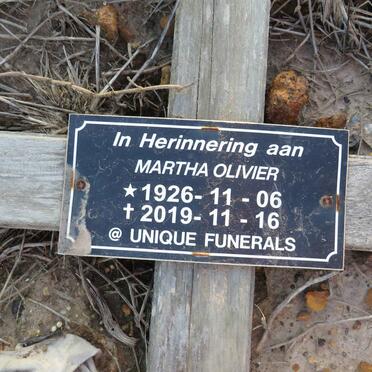 In Herinnering aan
MARTHA OLIVIER
★1926-11-06
✝2019-11-16
@ UNIQUE FUNERALS